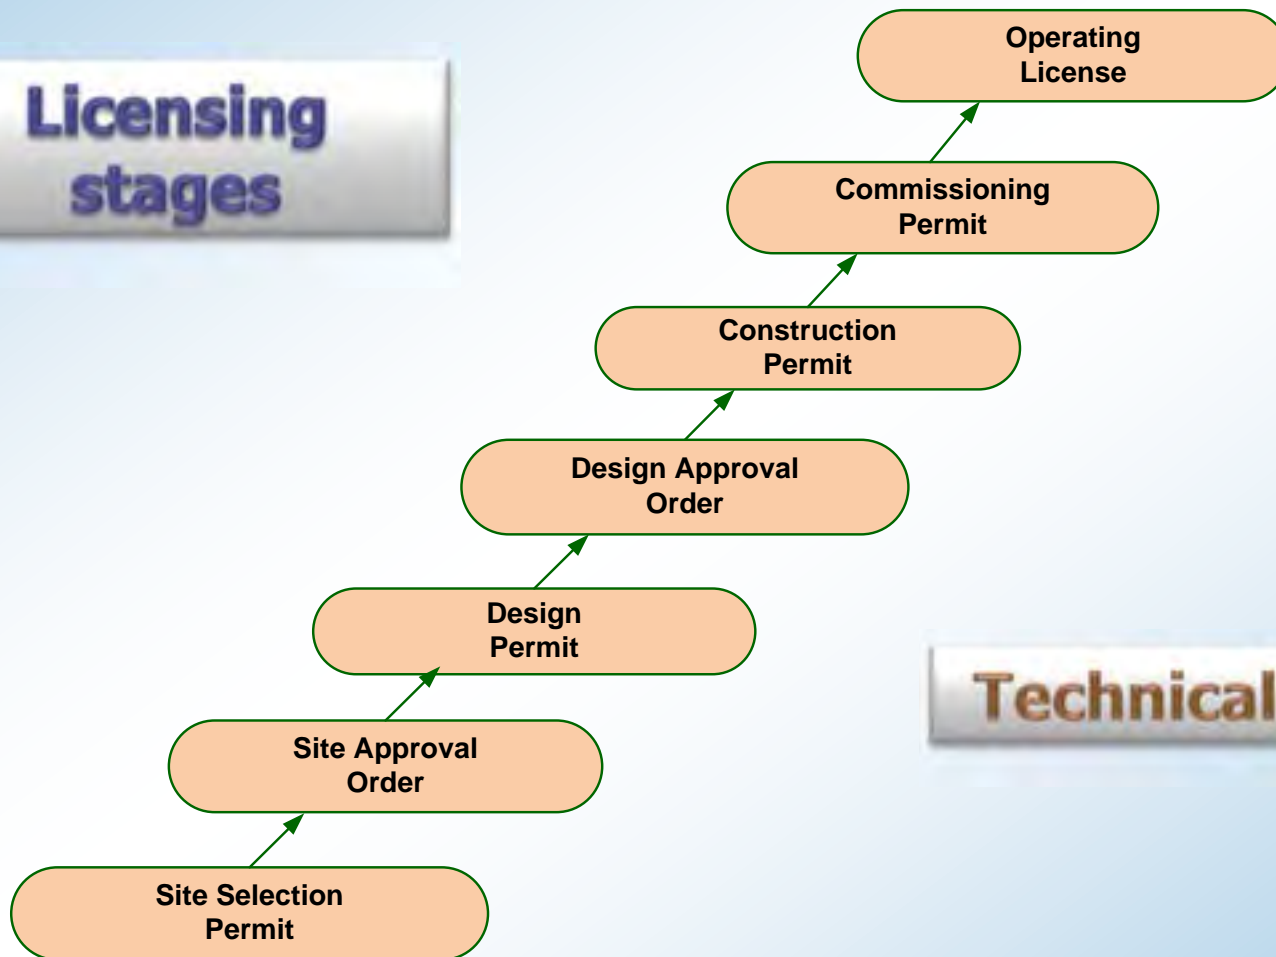 Operating
License
Licensing
stages
Commissioning
Permit
Construction
Permit
Design Approval
Order
Design
Permit
Technical
Site Approval
Order
Site Selection
Permit